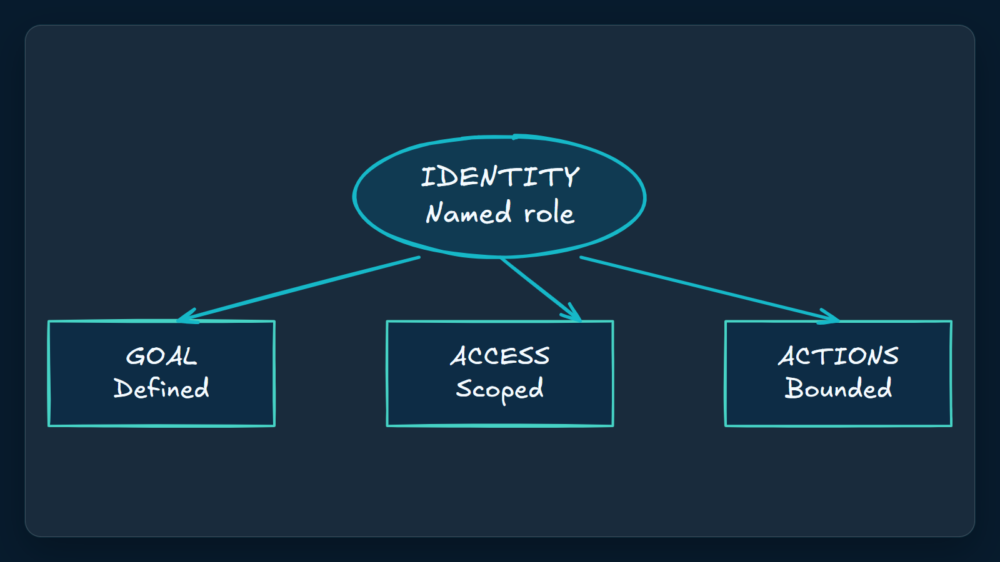 IDENTITY
Named role
GOAL
Defined
ACCESS
Scoped
ACTIONS
Bounded